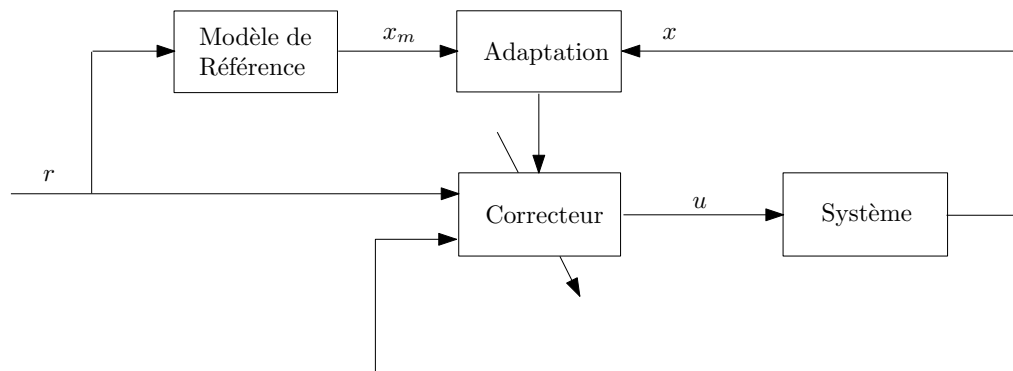 Modèle de
Référence
x_m
Adaptation
x
r
Correcteur
u
Système